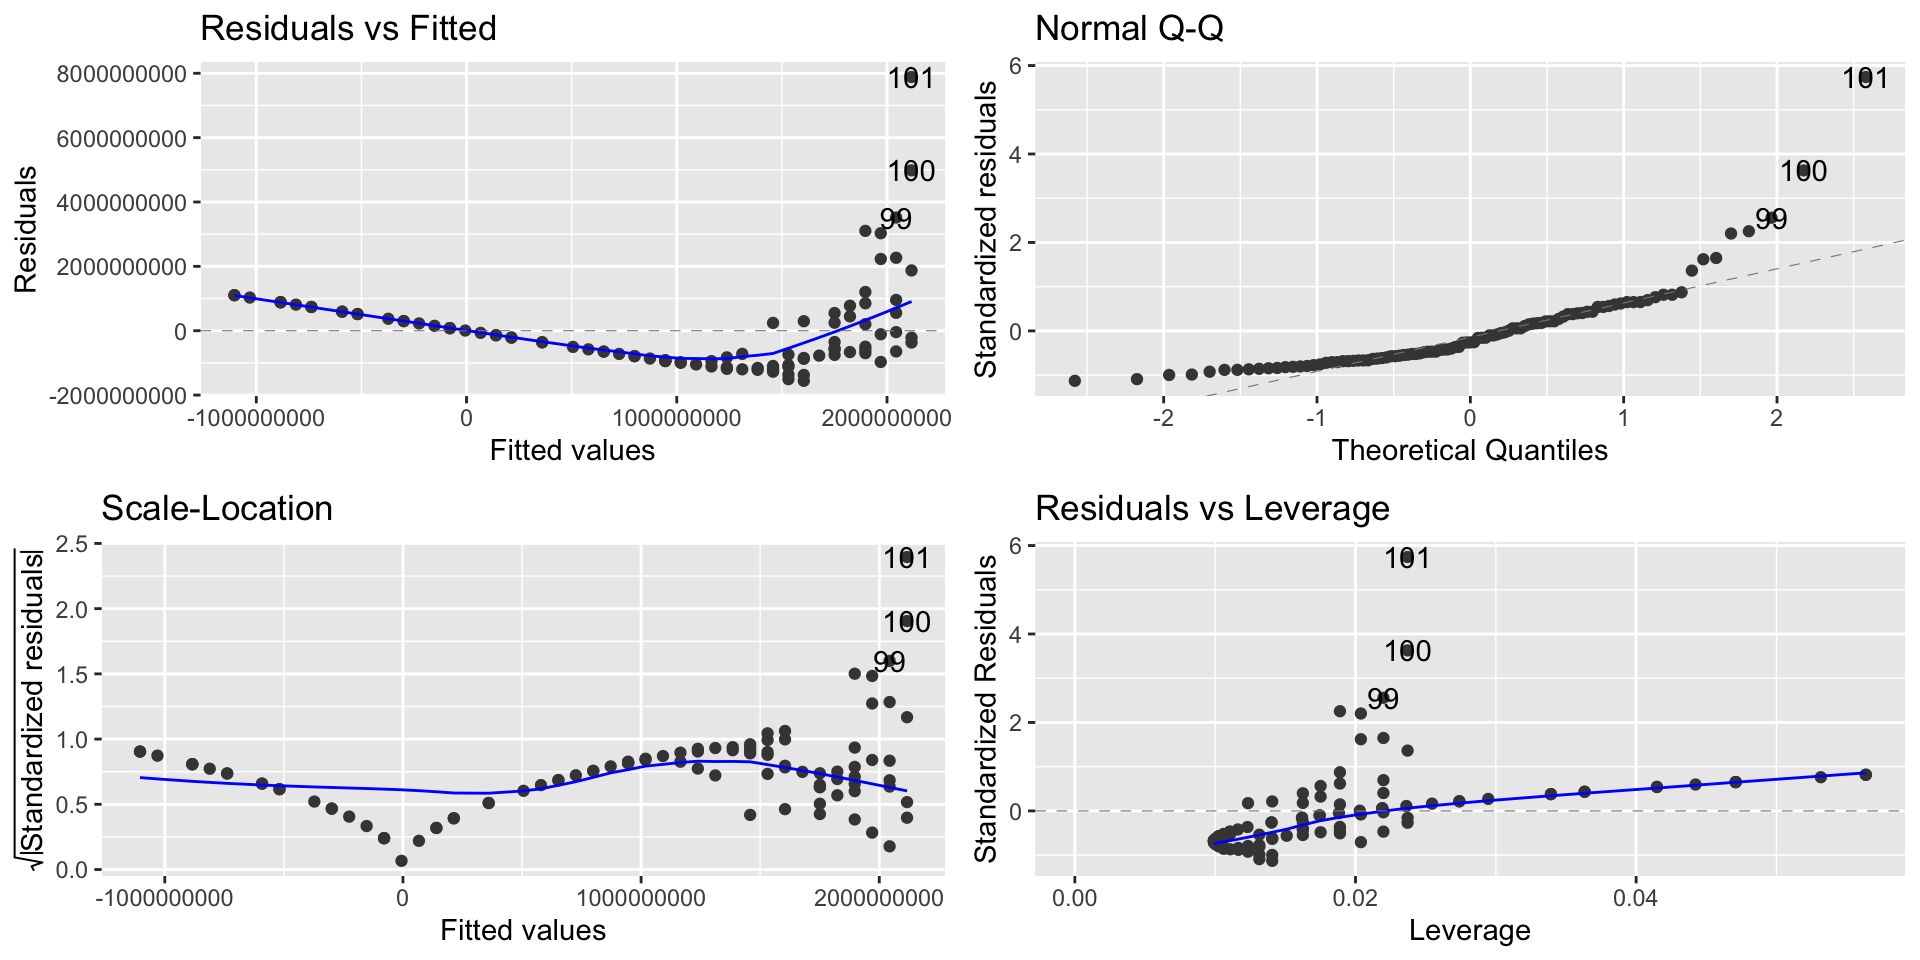 Residuals vs Fitted
8000000000
6000000000
4000000000
2000000000
0
-2000000000
Residuals
101
100
99
-1000000000 0 1000000000 2000000000
Fitted values
Normal Q-Q
6
4
2
0
Standardized residuals
101
100
99
-2 -1 0 1 2
Theoretical Quantiles
Scale-Location
2.5
2.0
1.5
1.0
0.5
0.0
√|Standardized residuals|
101
100
99
-1000000000 0 1000000000 2000000000
Fitted values
Residuals vs Leverage
6
4
2
0
Standardized Residuals
101
100
99
0.00 0.02 0.04
Leverage